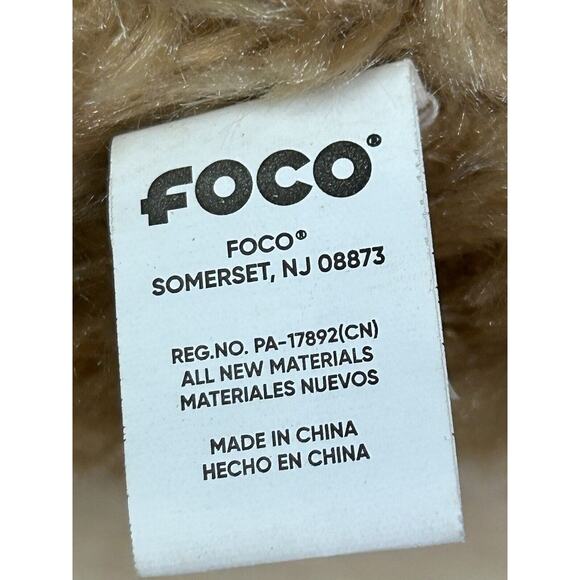 FOCO®
FOCO®
SOMERSET, NJ 08873
REG.NO. PA-17892(CN)
ALL NEW MATERIALS
MATERIALES NUEVOS
MADE IN CHINA
HECHO EN CHINA